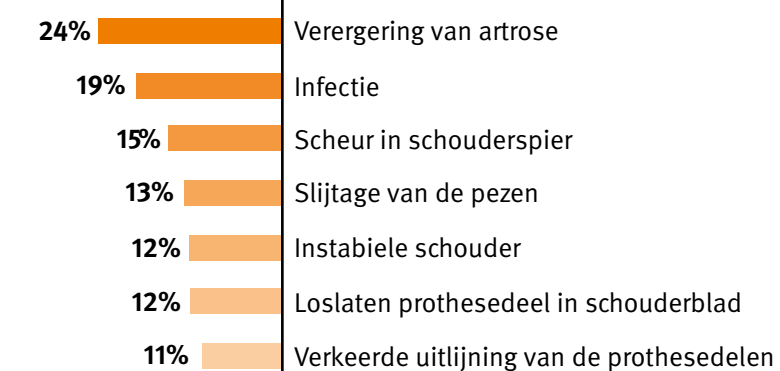 24% Verergering van artrose
19% Infectie
15% Scheur in schouderspier
13% Slijtage van de pezen
12% Instabiele schouder
12% Loslaten prothesedeel in schouderblad
11% Verkeerde uitlijning van de prothesedelen